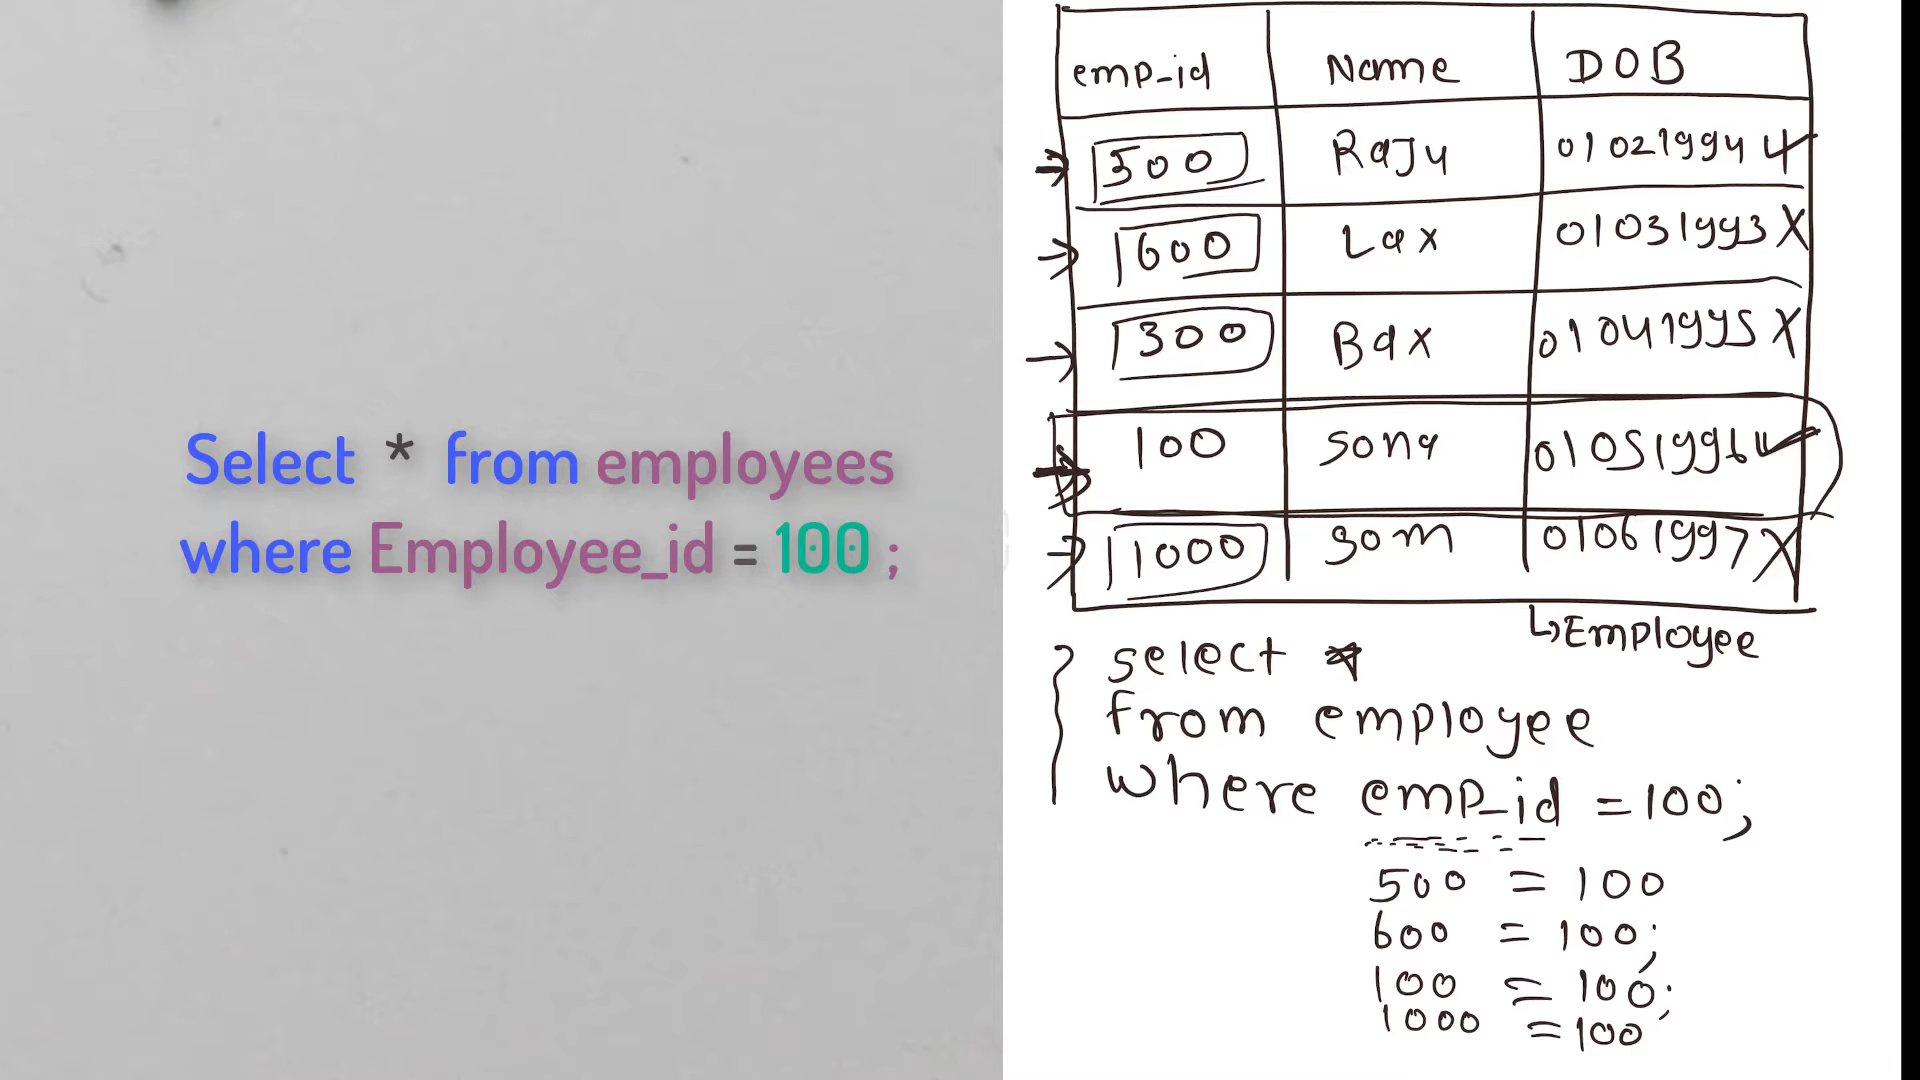 Select * from employees
where Employee_id = 100 ;
emp_id Name DOB
500 Raju 01021994
600 Lax 01031993 X
300 Bax 01041995 X
100 Sona 01051996
1000 Som 01061997 X
Employee
select *
from employee
where emp_id = 100;
500 = 100
600 = 100;
100 = 100;
1000 = 100